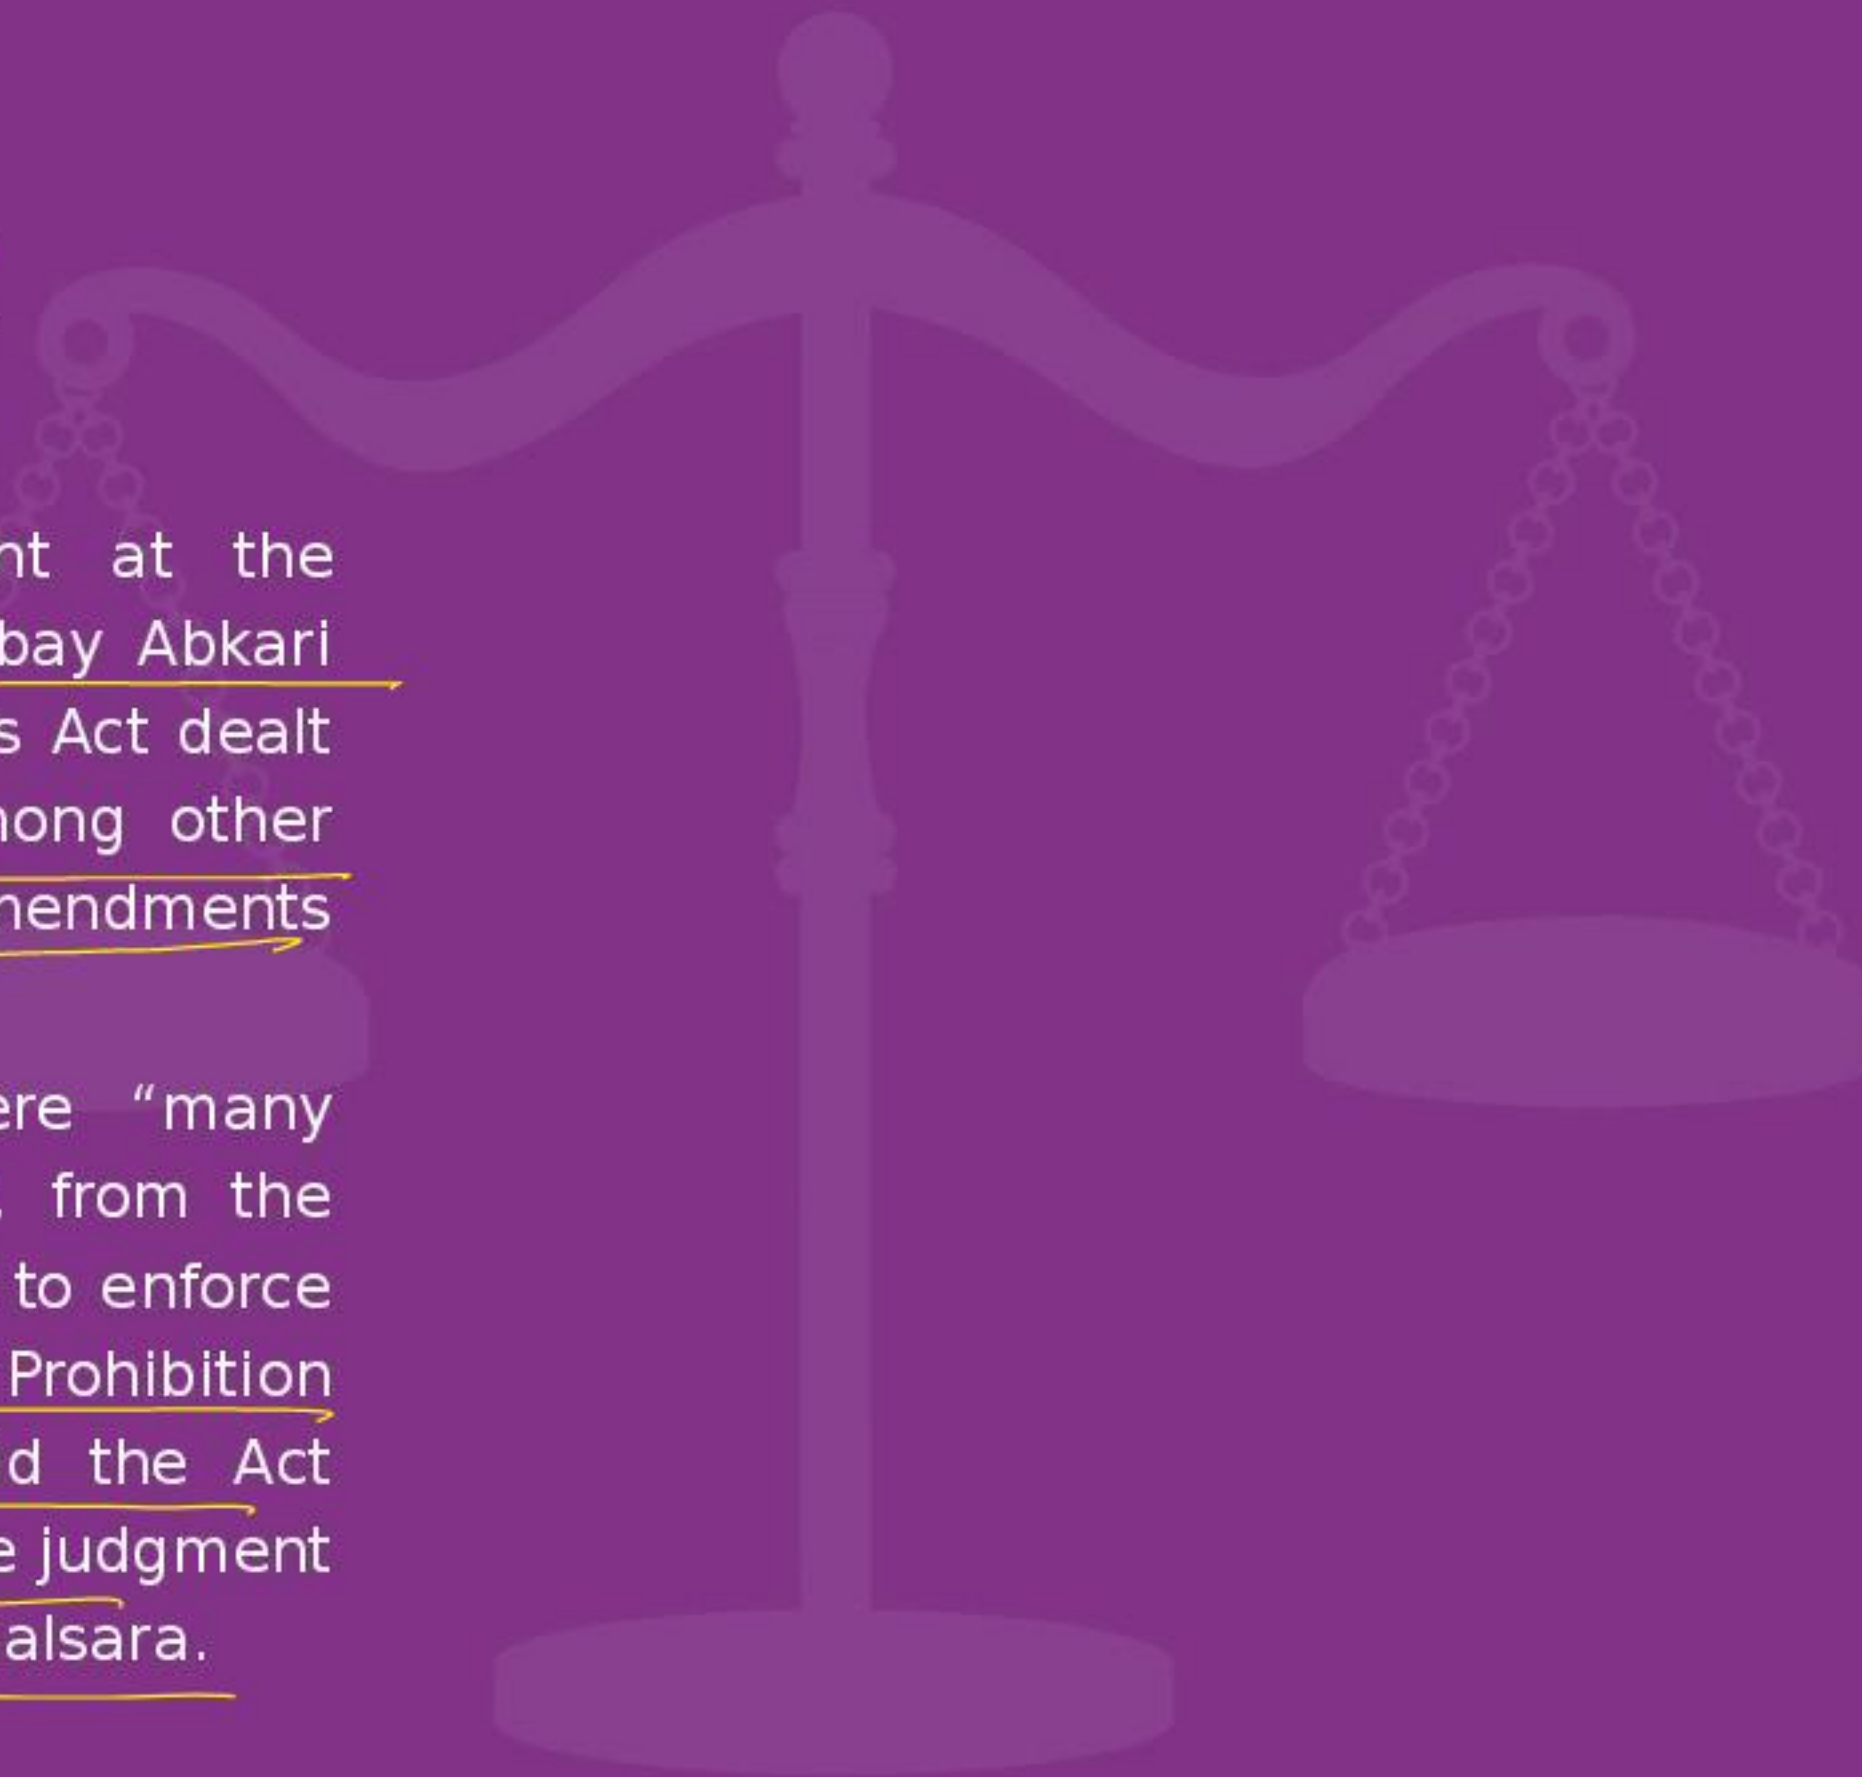 nt at the
bay Abkari
s Act dealt
nong other
nendments
ere “many
from the
to enforce
Prohibition
d the Act
e judgment
alsara.